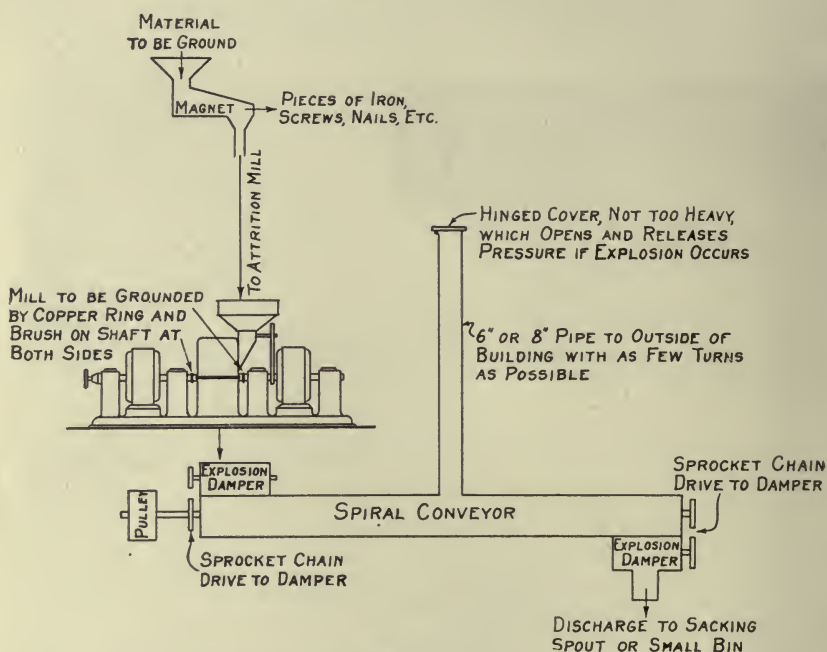 MATERIAL
TO BE GROUND
MAGNET
PIECES OF IRON,
SCREWS, NAILS, ETC.
TO ATTRITION MILL
HINGED COVER, NOT TOO HEAVY,
WHICH OPENS AND RELEASES
PRESSURE IF EXPLOSION OCCURS
MILL TO BE GROUNDED
BY COPPER RING AND
BRUSH ON SHAFT AT
BOTH SIDES
6" OR 8" PIPE TO OUTSIDE OF
BUILDING WITH AS FEW TURNS
AS POSSIBLE
EXPLOSION
DAMPER
SPROCKET CHAIN
DRIVE TO DAMPER
PULLEY
SPIRAL CONVEYOR
SPROCKET CHAIN
DRIVE TO DAMPER
EXPLOSION
DAMPER
DISCHARGE TO SACKING
SPOUT OR SMALL BIN